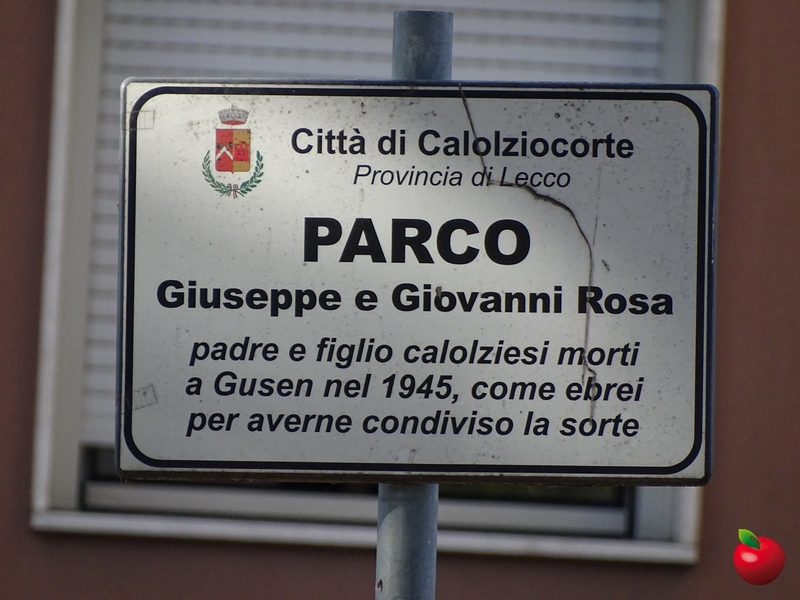 Città di Calolziocorte
Provincia di Lecco
PARCO
Giuseppe e Giovanni Rosa
padre e figlio calolziesi morti
a Gusen nel 1945, come ebrei
per averne condiviso la sorte